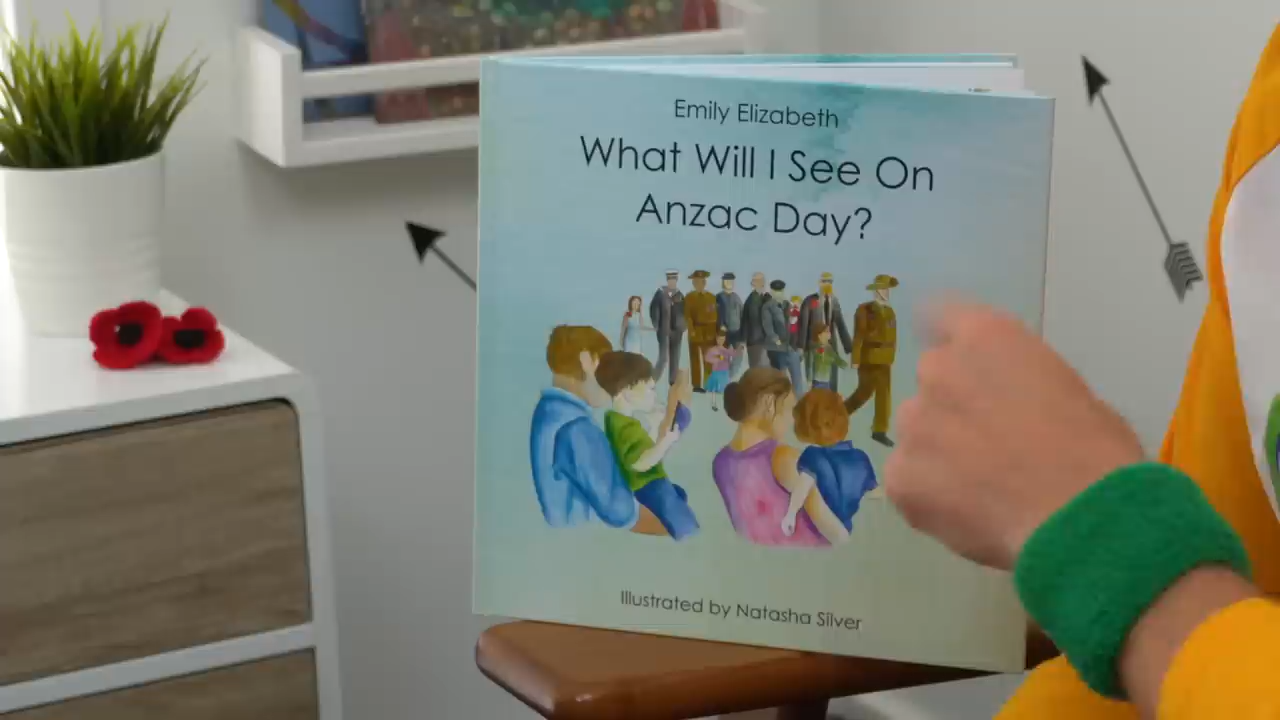 Emily Elizabeth
What Will I See On
Anzac Day?
Illustrated by Natasha Silver